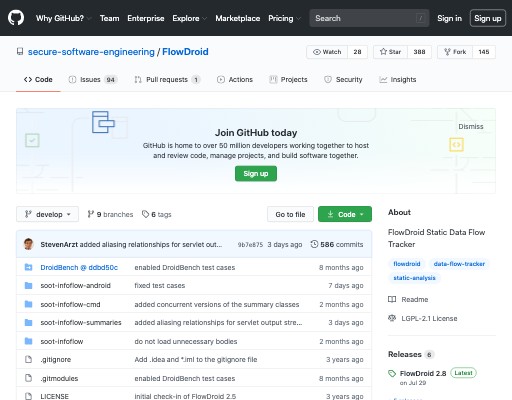 Why GitHub? Team Enterprise Explore Marketplace Pricing Search / Sign in Sign up
secure-software-engineering / FlowDroid Watch 28 Star 388 Fork 145
Code Issues 94 Pull requests 1 Actions Projects Security Insights
Join GitHub today
Dismiss
GitHub is home to over 50 million developers working together to host
and review code, manage projects, and build software together.
Sign up
develop 9 branches 6 tags Go to file Code
StevenArzt added aliasing relationships for servlet out... 9b7e875 3 days ago 586 commits
DroidBench @ ddbd50c enabled DroidBench test cases 8 months ago
soot-infoflow-android fixed test cases 7 days ago
soot-infoflow-cmd added concurrent versions of the summary classes 2 months ago
soot-infoflow-summaries added aliasing relationships for servlet output stre... 3 days ago
soot-infoflow do not load unnecessary bodies 2 months ago
.gitignore Add .idea and *.iml to the gitignore file 3 years ago
.gitmodules enabled DroidBench test cases 8 months ago
LICENSE initial check-in of FlowDroid 2.5 3 years ago
About
FlowDroid Static Data Flow
Tracker
flowdroid data-flow-tracker
static-analysis
Readme
LGPL-2.1 License
Releases 6
FlowDroid 2.8 Latest
on Jul 29